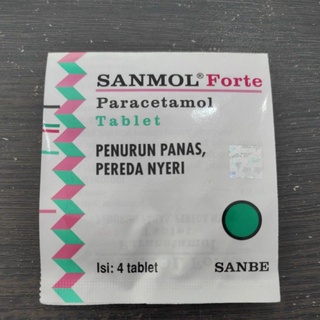 SANMOL® Forte
Paracetamol
Tablet
PENURUN PANAS,
PEREDA NYERI
Isi: 4 tablet
SANBE